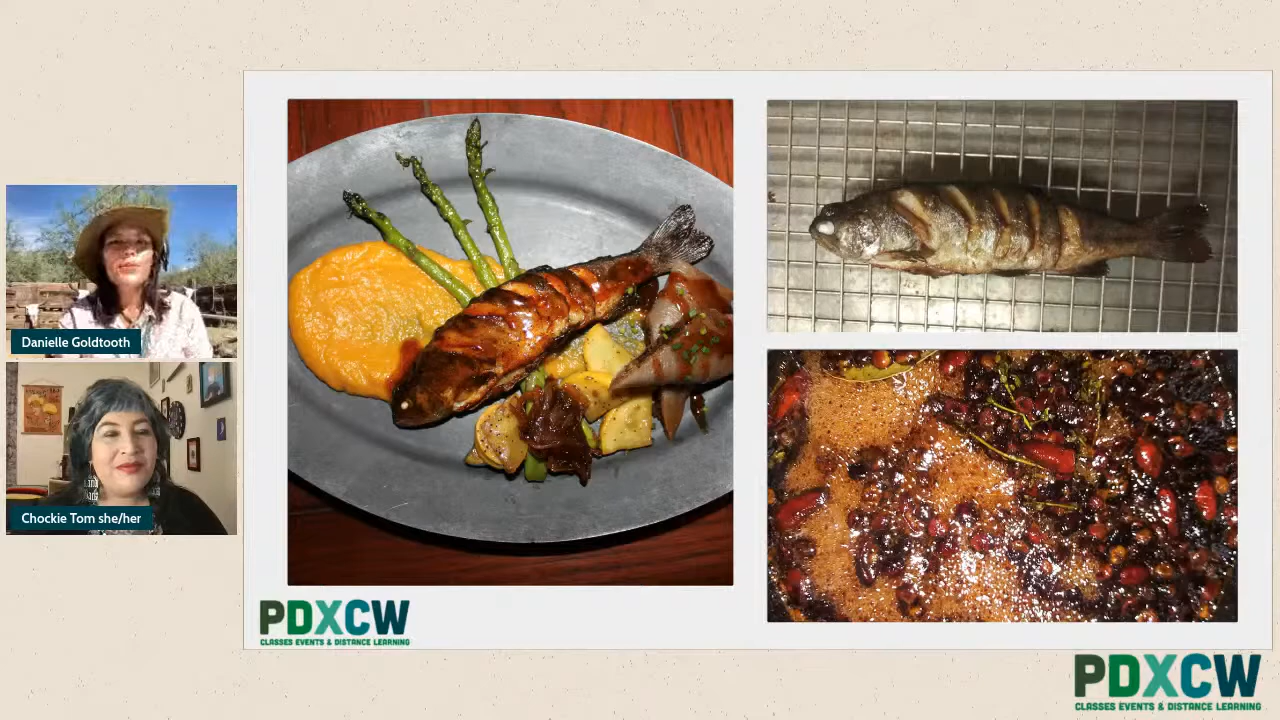 Danielle Goldtooth
Chockie Tom she/her
PDXCW
CLASSES EVENTS & DISTANCE LEARNING
PDXCW
CLASSES EVENTS & DISTANCE LEARNING